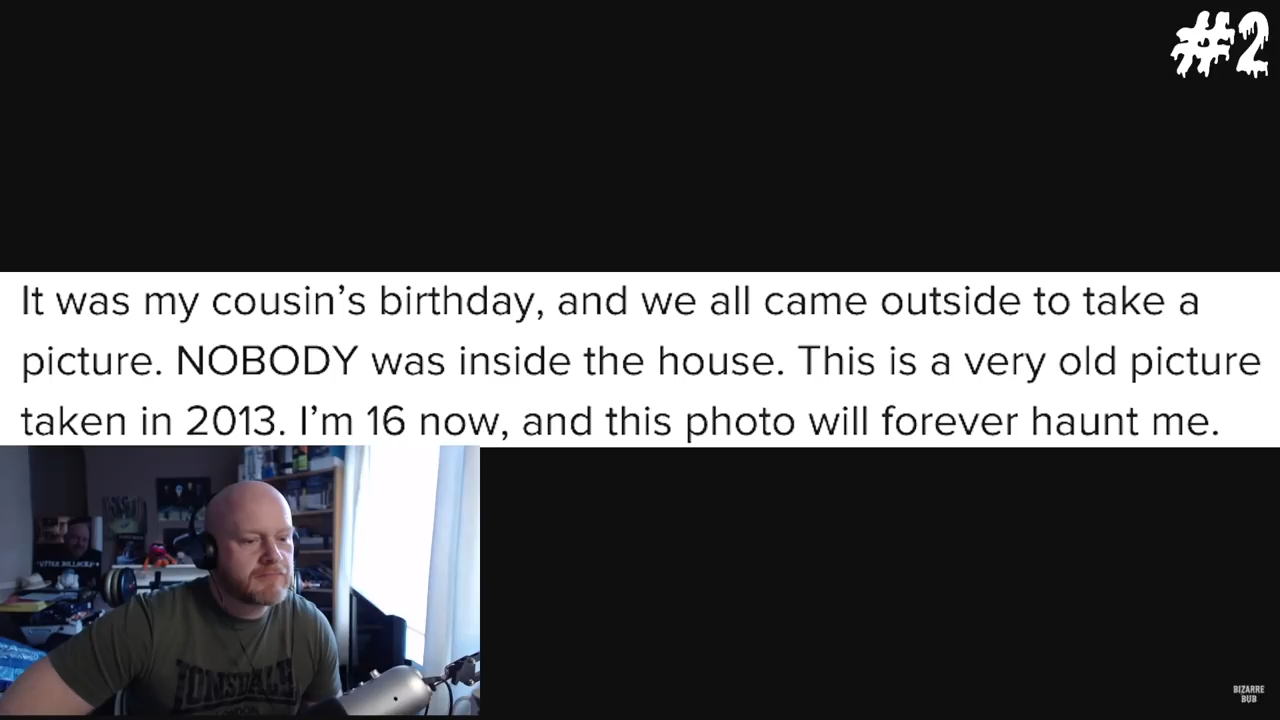 #2
It was my cousin’s birthday, and we all came outside to take a
picture. NOBODY was inside the house. This is a very old picture
taken in 2013. I’m 16 now, and this photo will forever haunt me.
LONSDALE
BIZARRE
BUB